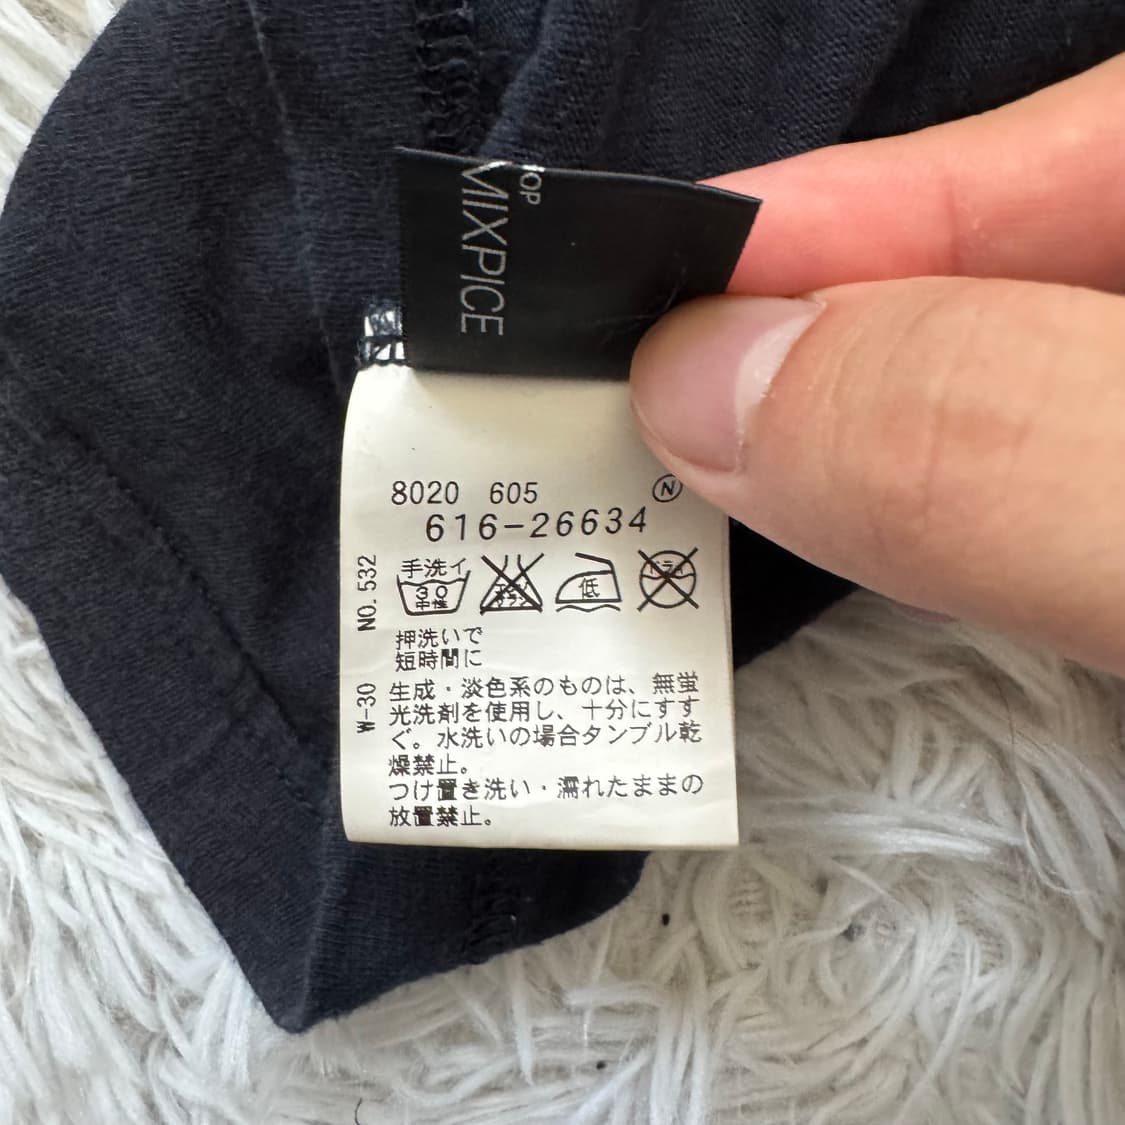 OP
MIXPICE
8020 605
N
616-26634
手洗イ
30
中性
低
ドライ
NO. 532
押洗いで
短時間に
W-30
生成・淡色系のものは、無蛍
光洗剤を使用し、十分にすす
ぐ。水洗いの場合タンブル乾
燥禁止。
つけ置き洗い・濡れたままの
放置禁止。